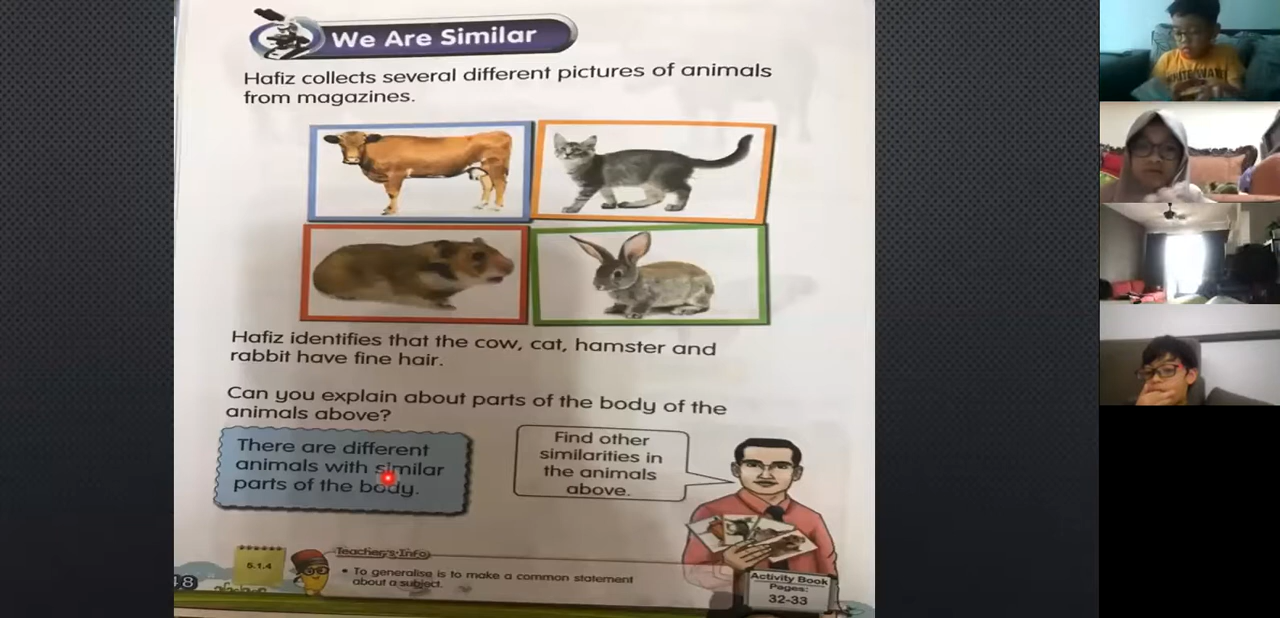 We Are Similar
Hafiz collects several different pictures of animals
from magazines.
Hafiz identifies that the cow, cat, hamster and
rabbit have fine hair.
Can you explain about parts of the body of the
animals above?
There are different
animals with similar
parts of the body.
Find other
similarities in
the animals
above.
5.1.4
Teacher's Info
• To generalise is to make a common statement
about a subject.
Activity Book
Pages:
32-33